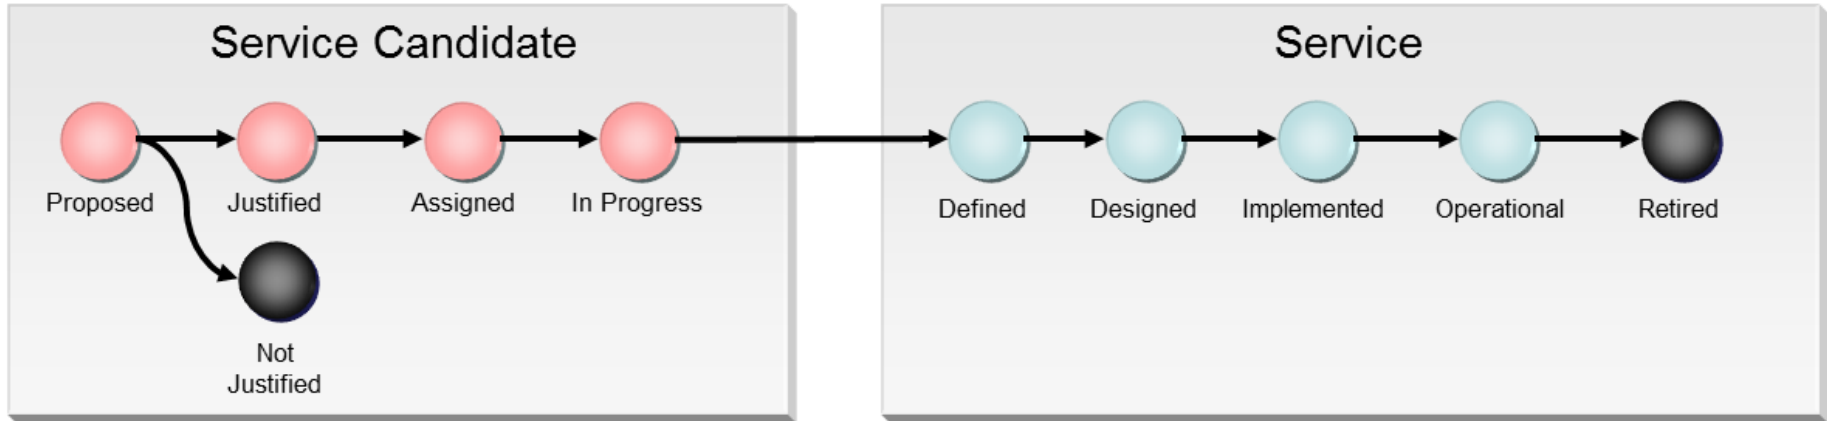 Service Candidate
Proposed
Justified
Assigned
In Progress
Not
Justified
Service
Defined
Designed
Implemented
Operational
Retired